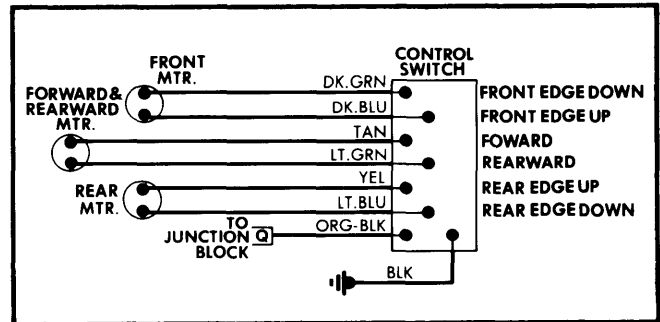 FRONT
MTR.
CONTROL
SWITCH
FORWARD&
REARWARD
MTR.
DK.GRN
FRONT EDGE DOWN
DK.BLU
FRONT EDGE UP
TAN
FOWARD
LT.GRN
REARWARD
REAR
MTR.
YEL
REAR EDGE UP
LT.BLU
REAR EDGE DOWN
TO
JUNCTION
BLOCK
Q
ORG-BLK
BLK